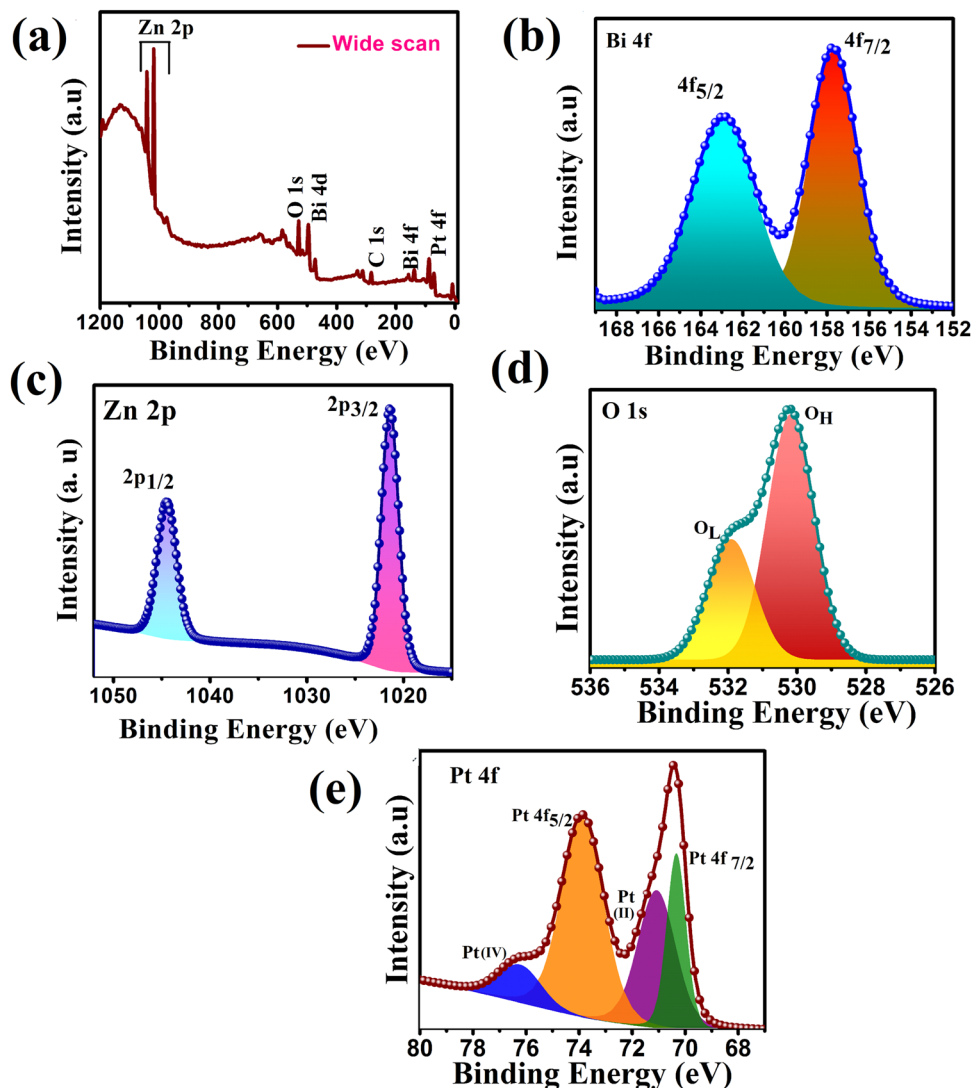 (a)
Zn 2p
Wide scan
O 1s
Bi 4d
C 1s
Bi 4f
Pt 4f
Intensity (a.u)
1200 1000 800 600 400 200 0
Binding Energy (eV)
(b)
Bi 4f
4f5/2
4f7/2
Intensity (a.u)
168 166 164 162 160 158 156 154 152
Binding Energy (eV)
(c)
Zn 2p
2p1/2
2p3/2
Intensity (a. u)
1050 1040 1030 1020
Binding Energy (eV)
(d)
O 1s
OL
OH
Intensity (a.u)
536 534 532 530 528 526
Binding Energy (eV)
(e)
Pt 4f
Pt 4f5/2
Pt 4f 7/2
Pt
(II)
Pt(IV)
Intensity (a.u)
80 78 76 74 72 70 68
Binding Energy (eV)